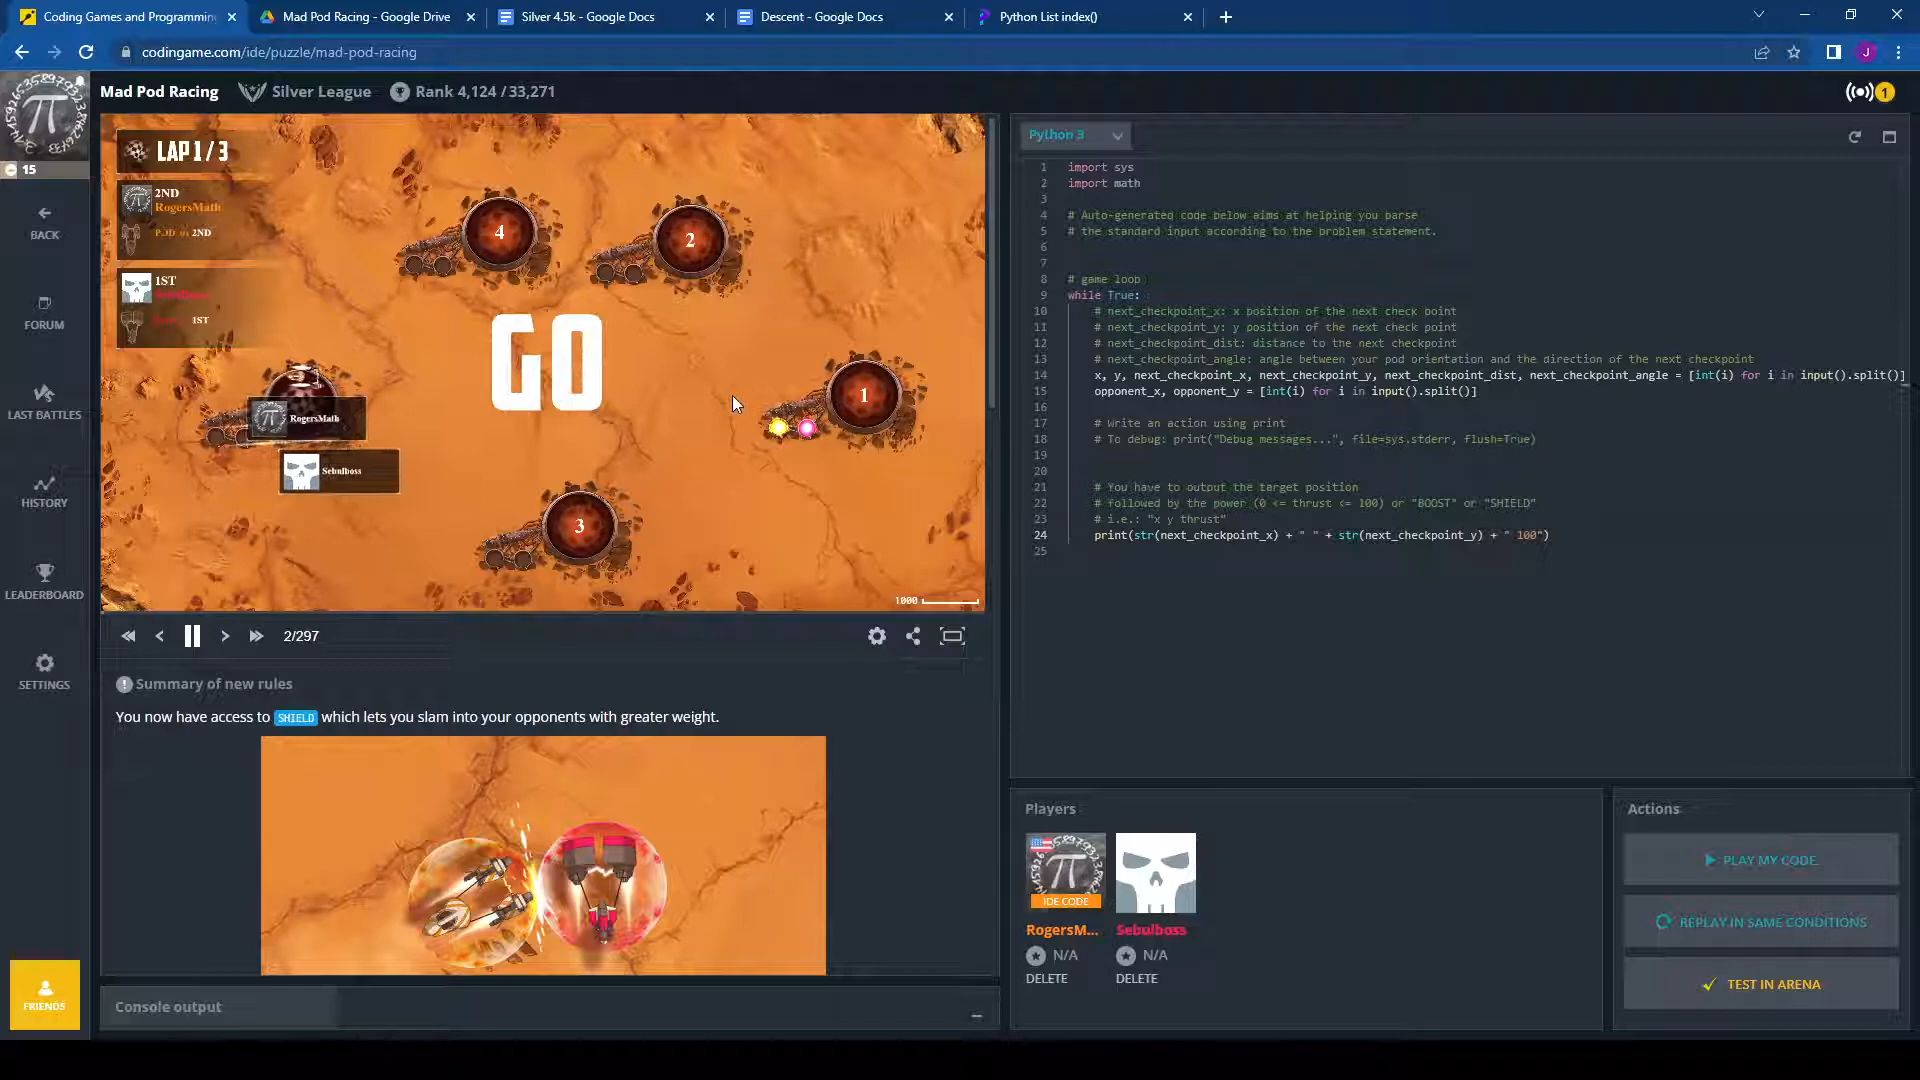 Coding Games and Programmin
Mad Pod Racing - Google Drive
Silver 4.5k - Google Docs
Descent - Google Docs
Python List index()
codingame.com/ide/puzzle/mad-pod-racing
J
Mad Pod Racing
Silver League
Rank 4,124 / 33,271
1
15
BACK
FORUM
LAST BATTLES
HISTORY
LEADERBOARD
SETTINGS
FRIENDS
LAP 1 / 3
2ND
RogersMath
2ND
1ST
1ST
4
2
GO
1
3
RogersMath
Sebulboss
1000
2/297
Summary of new rules
You now have access to SHIELD which lets you slam into your opponents with greater weight.
Console output
Python 3
1 import sys
2 import math
3
4 # Auto-generated code below aims at helping you parse
5 # the standard input according to the problem statement.
6
7
8 # game loop
9 while True:
10 # next_checkpoint_x: x position of the next check point
11 # next_checkpoint_y: y position of the next check point
12 # next_checkpoint_dist: distance to the next checkpoint
13 # next_checkpoint_angle: angle between your pod orientation and the direction of the next checkpoint
14 x, y, next_checkpoint_x, next_checkpoint_y, next_checkpoint_dist, next_checkpoint_angle = [int(i) for i in input().split()]
15 opponent_x, opponent_y = [int(i) for i in input().split()]
16
17 # Write an action using print
18 # To debug: print("Debug messages...", file=sys.stderr, flush=True)
19
20
21 # You have to output the target position
22 # followed by the power (0 <= thrust <= 100) or "BOOST" or "SHIELD"
23 # i.e.: "x y thrust"
24 print(str(next_checkpoint_x) + " " + str(next_checkpoint_y) + " 100")
25
Players
IDE CODE
RogersM...
N/A
DELETE
Sebulboss
N/A
DELETE
Actions
PLAY MY CODE
REPLAY IN SAME CONDITIONS
TEST IN ARENA